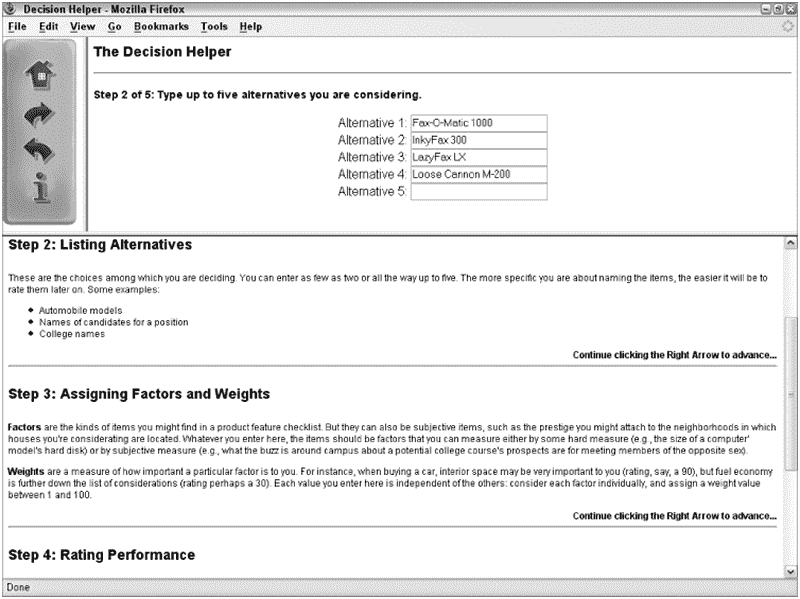 Decision Helper - Mozilla Firefox
File Edit View Go Bookmarks Tools Help
The Decision Helper
Step 2 of 5: Type up to five alternatives you are considering.
Alternative 1: Fax-O-Matic 1000
Alternative 2: InkyFax 300
Alternative 3: LazyFax LX
Alternative 4: Loose Cannon M-200
Alternative 5:
Step 2: Listing Alternatives
These are the choices among which you are deciding. You can enter as few as two or all the way up to five. The more specific you are about naming the items, the easier it will be to
rate them later on. Some examples:
Automobile models
Names of candidates for a position
College names
Continue clicking the Right Arrow to advance...
Step 3: Assigning Factors and Weights
Factors are the kinds of items you might find in a product feature checklist. But they can also be subjective items, such as the prestige you might attach to the neighborhoods in which
houses you're considerating are located. Whatever you enter here, the items should be factors that you can measure either by some hard measure (e.g., the size of a computer'
model's hard disk) or by subjective measure (e.g., what the buzz is around campus about a potential college course's prospects are for meeting members of the opposite sex).
Weights are a measure of how important a particular factor is to you. For instance, when buying a car, interior space may be very important to you (rating, say, a 90), but fuel economy
is further down the list of considerations (rating perhaps a 30). Each value you enter here is independent of the others: consider each factor individually, and assign a weight value
between 1 and 100.
Continue clicking the Right Arrow to advance...
Step 4: Rating Performance
Done